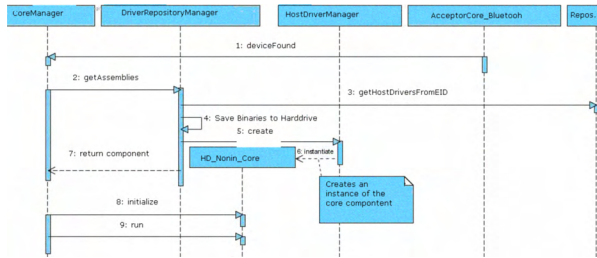 CoreManager
DriverRepositoryManager
HostDriverManager
AcceptorCore_Bluetooh
Repos.
1: deviceFound
2: getAssemblies
3: getHostDriversFromEID
4: Save Binaries to Harddrive
5: create
6: instantiate
7: return component
HD_Nonin_Core
Creates an
instance of the
core compontent
8: initialize
9: run